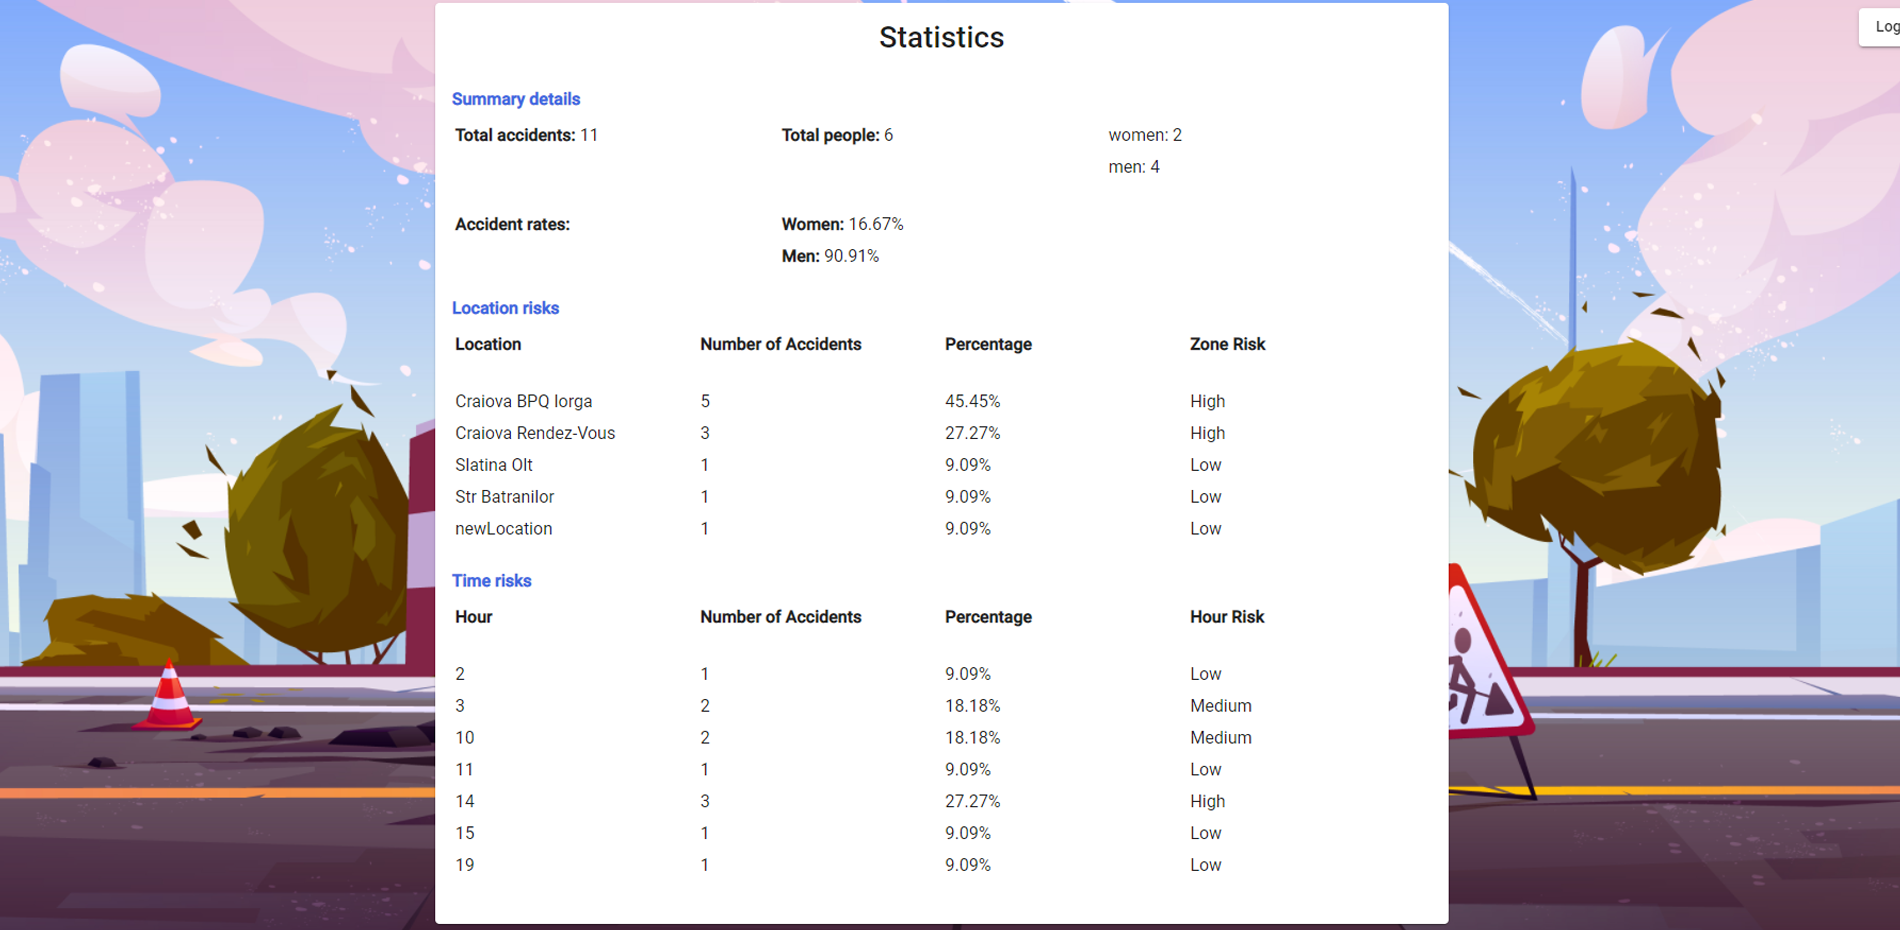 Statistics
Log
Summary details
Total accidents: 11 Total people: 6 women: 2
men: 4
Accident rates: Women: 16.67%
Men: 90.91%
Location risks
Location Number of Accidents Percentage Zone Risk
Craiova BPQ Iorga 5 45.45% High
Craiova Rendez-Vous 3 27.27% High
Slatina Olt 1 9.09% Low
Str Batranilor 1 9.09% Low
newLocation 1 9.09% Low
Time risks
Hour Number of Accidents Percentage Hour Risk
2 1 9.09% Low
3 2 18.18% Medium
10 2 18.18% Medium
11 1 9.09% Low
14 3 27.27% High
15 1 9.09% Low
19 1 9.09% Low